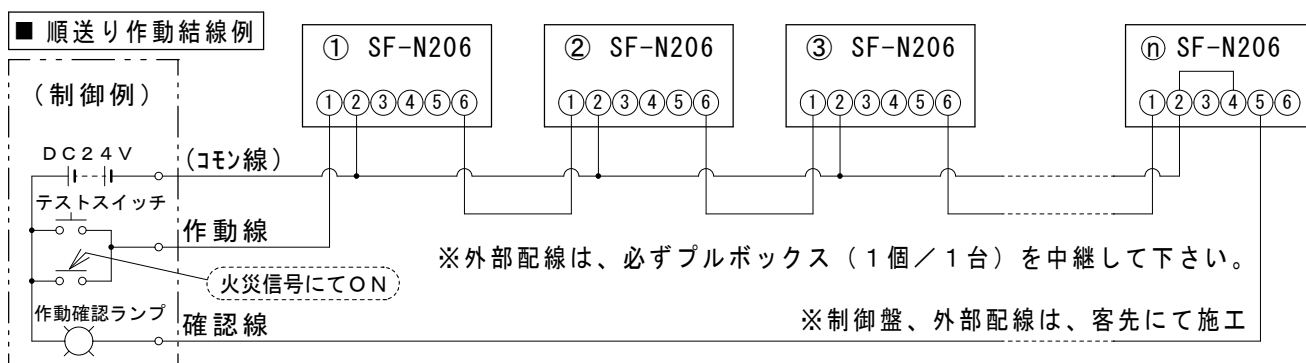 ■ 順送り作動結線例
① SF-N206
② SF-N206
③ SF-N206
ⓝ SF-N206
①②③④⑤⑥
①②③④⑤⑥
①②③④⑤⑥
①②③④⑤⑥
(制御例)
DC24V
(コモン線)
テストスイッチ
作動線
※外部配線は、必ずプルボックス(1個/1台)を中継して下さい。
火災信号にてON
作動確認ランプ
確認線
※制御盤、外部配線は、客先にて施工